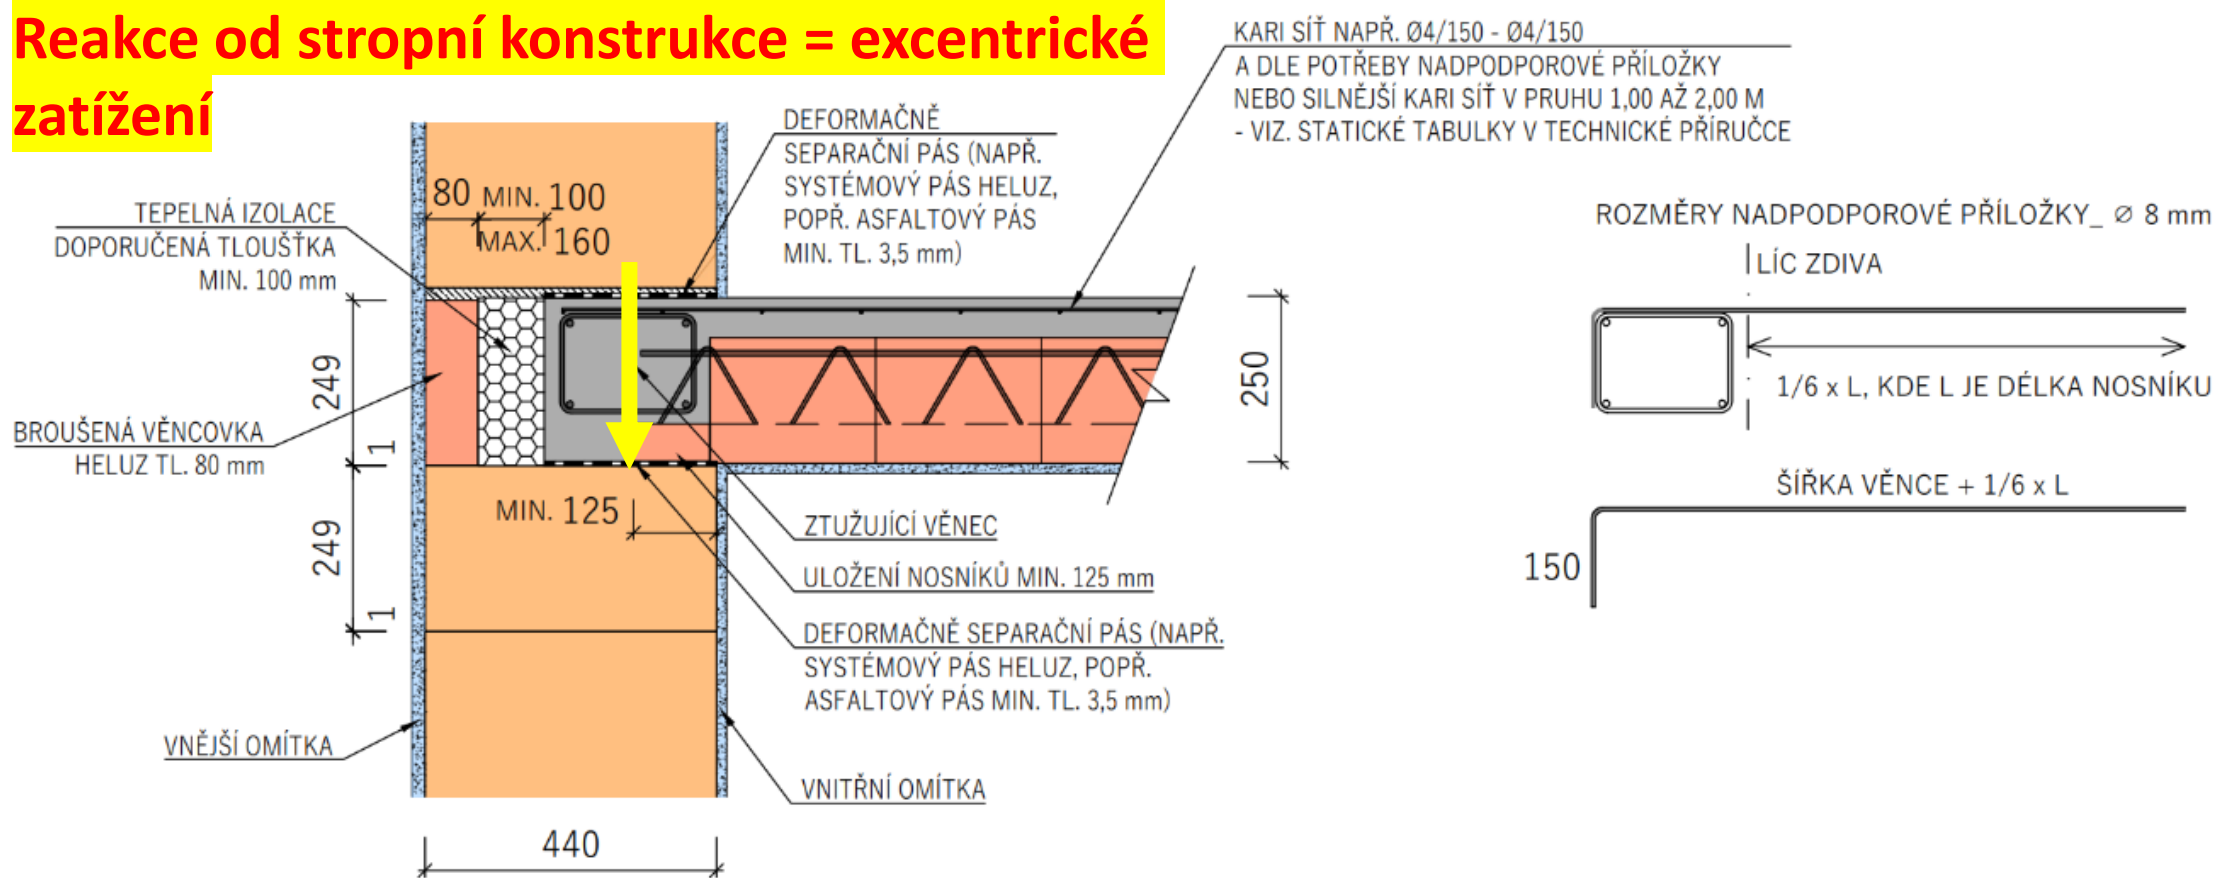 Reakce od stropní konstrukce = excentrické
zatížení
KARI SÍŤ NAPŘ. Ø4/150 - Ø4/150
A DLE POTŘEBY NADPODPOROVÉ PŘÍLOŽKY
NEBO SILNĚJŠÍ KARI SÍŤ V PRUHU 1,00 AŽ 2,00 M
- VIZ. STATICKÉ TABULKY V TECHNICKÉ PŘÍRUČCE
DEFORMAČNĚ
SEPARAČNÍ PÁS (NAPŘ.
SYSTÉMOVÝ PÁS HELUZ,
POPŘ. ASFALTOVÝ PÁS
MIN. TL. 3,5 mm)
80
MIN. 100
MAX. 160
TEPELNÁ IZOLACE
DOPORUČENÁ TLOUŠŤKA
MIN. 100 mm
ROZMĚRY NADPODPOROVÉ PŘÍLOŽKY_ ⌀ 8 mm
LÍC ZDIVA
1/6 x L, KDE L JE DÉLKA NOSNÍKU
ŠÍŘKA VĚNCE + 1/6 x L
150
249
1
249
1
250
BROUŠENÁ VĚNCOVKA
HELUZ TL. 80 mm
MIN. 125
ZTUŽUJÍCÍ VĚNEC
ULOŽENÍ NOSNÍKŮ MIN. 125 mm
DEFORMAČNĚ SEPARAČNÍ PÁS (NAPŘ.
SYSTÉMOVÝ PÁS HELUZ, POPŘ.
ASFALTOVÝ PÁS MIN. TL. 3,5 mm)
VNĚJŠÍ OMÍTKA
VNITŘNÍ OMÍTKA
440